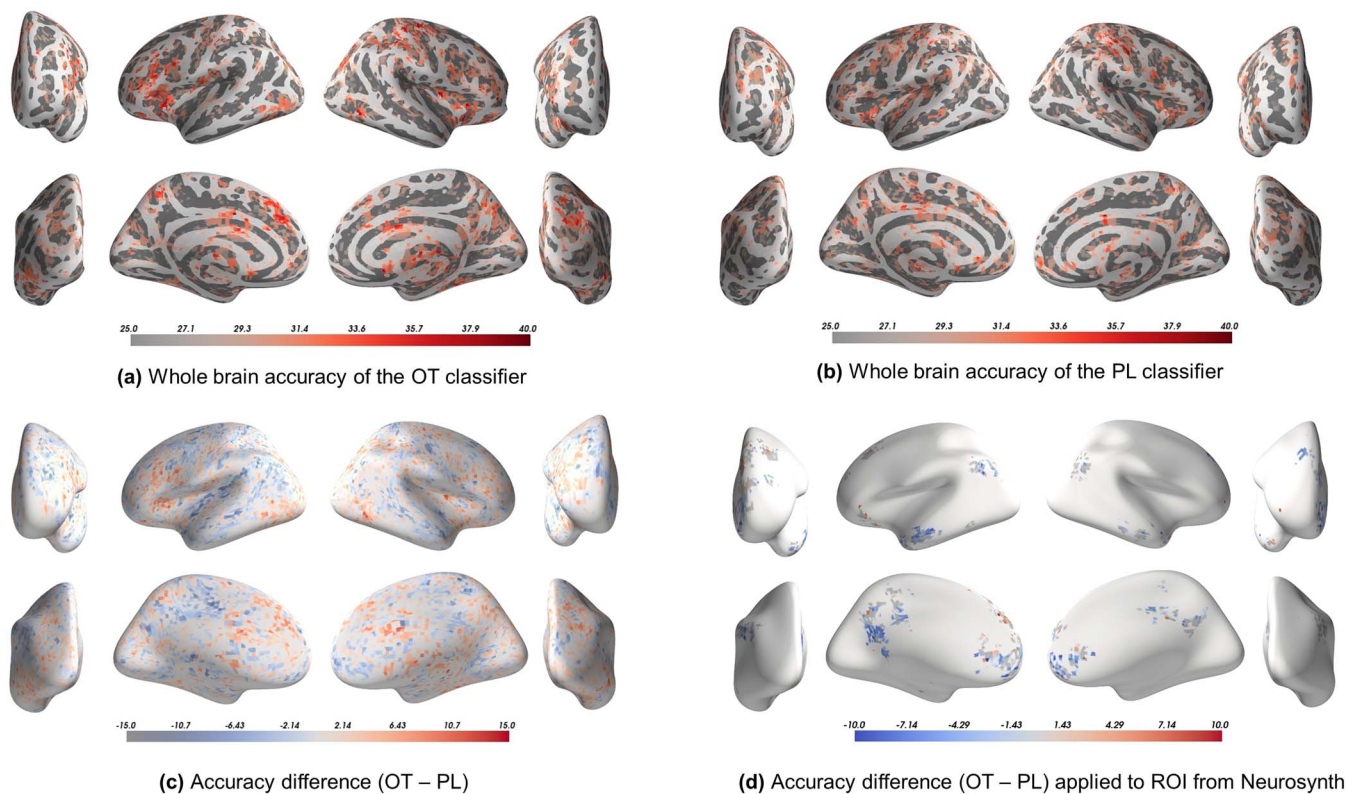 25.0 27.1 29.3 31.4 33.6 35.7 37.9 40.0
(a) Whole brain accuracy of the OT classifier
25.0 27.1 29.3 31.4 33.6 35.7 37.9 40.0
(b) Whole brain accuracy of the PL classifier
-15.0 -10.7 -6.43 -2.14 2.14 6.43 10.7 15.0
(c) Accuracy difference (OT – PL)
-10.0 -7.14 -4.29 -1.43 1.43 4.29 7.14 10.0
(d) Accuracy difference (OT – PL) applied to ROI from Neurosynth